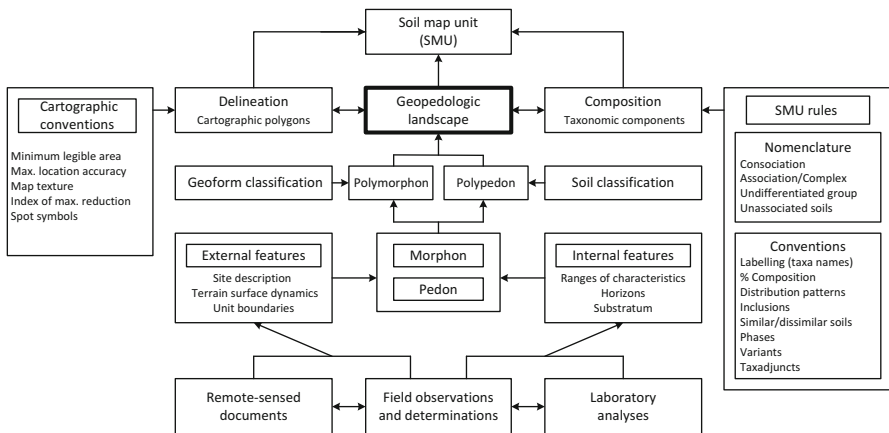 Soil map unit
(SMU)
Cartographic
conventions
Minimum legible area
Max. location accuracy
Map texture
Index of max. reduction
Spot symbols
Delineation
Cartographic polygons
Geopedologic
landscape
Composition
Taxonomic components
SMU rules
Nomenclature
Consociation
Association/Complex
Undifferentiated group
Unassociated soils
Conventions
Labelling (taxa names)
% Composition
Distribution patterns
Inclusions
Similar/dissimilar soils
Phases
Variants
Taxadjuncts
Geoform classification
Polymorphon
Polypedon
Soil classification
External features
Site description
Terrain surface dynamics
Unit boundaries
Morphon
Pedon
Internal features
Ranges of characteristics
Horizons
Substratum
Remote-sensed
documents
Field observations
and determinations
Laboratory
analyses